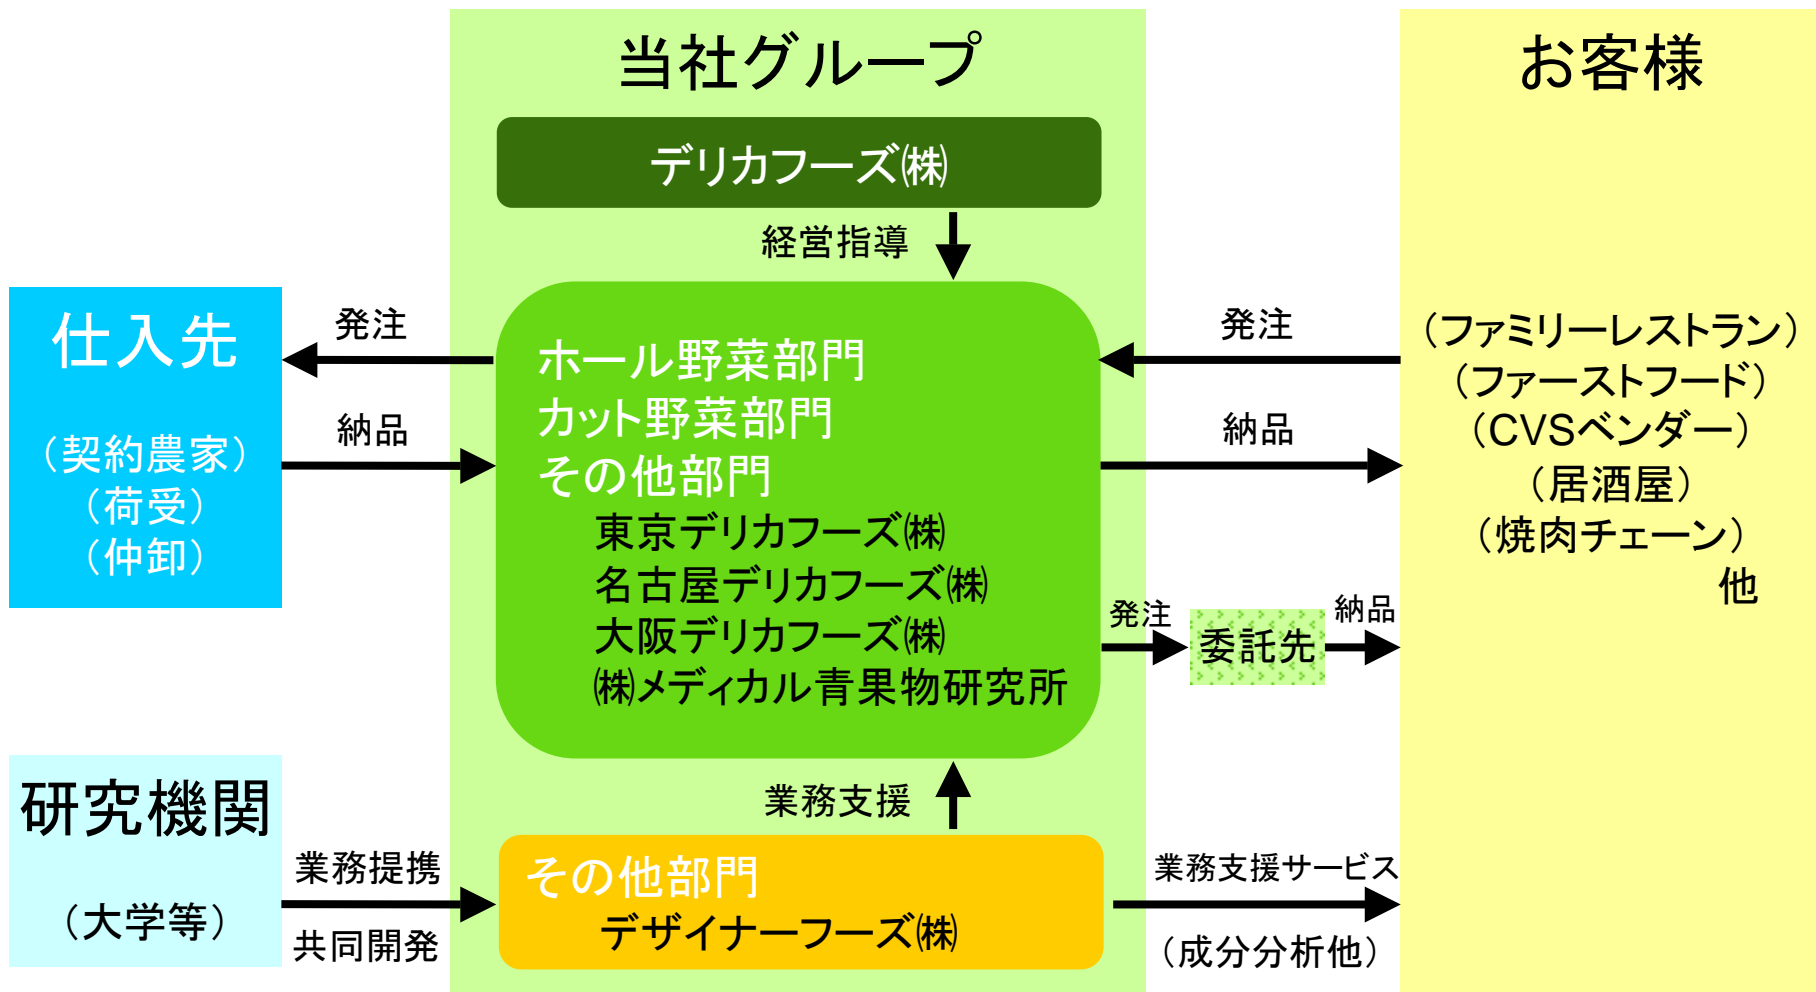 当社グループ
お客様
デリカフーズ㈱
経営指導
仕入先
（契約農家）
（荷受）
（仲卸）
発注
納品
ホール野菜部門
カット野菜部門
その他部門
東京デリカフーズ㈱
名古屋デリカフーズ㈱
大阪デリカフーズ㈱
㈱メディカル青果物研究所
発注
納品
（ファミリーレストラン）
（ファーストフード）
（CVSベンダー）
（居酒屋）
（焼肉チェーン）
他
発注
委託先
納品
研究機関
（大学等）
業務提携
共同開発
業務支援
その他部門
デザイナーフーズ㈱
業務支援サービス
（成分分析他）